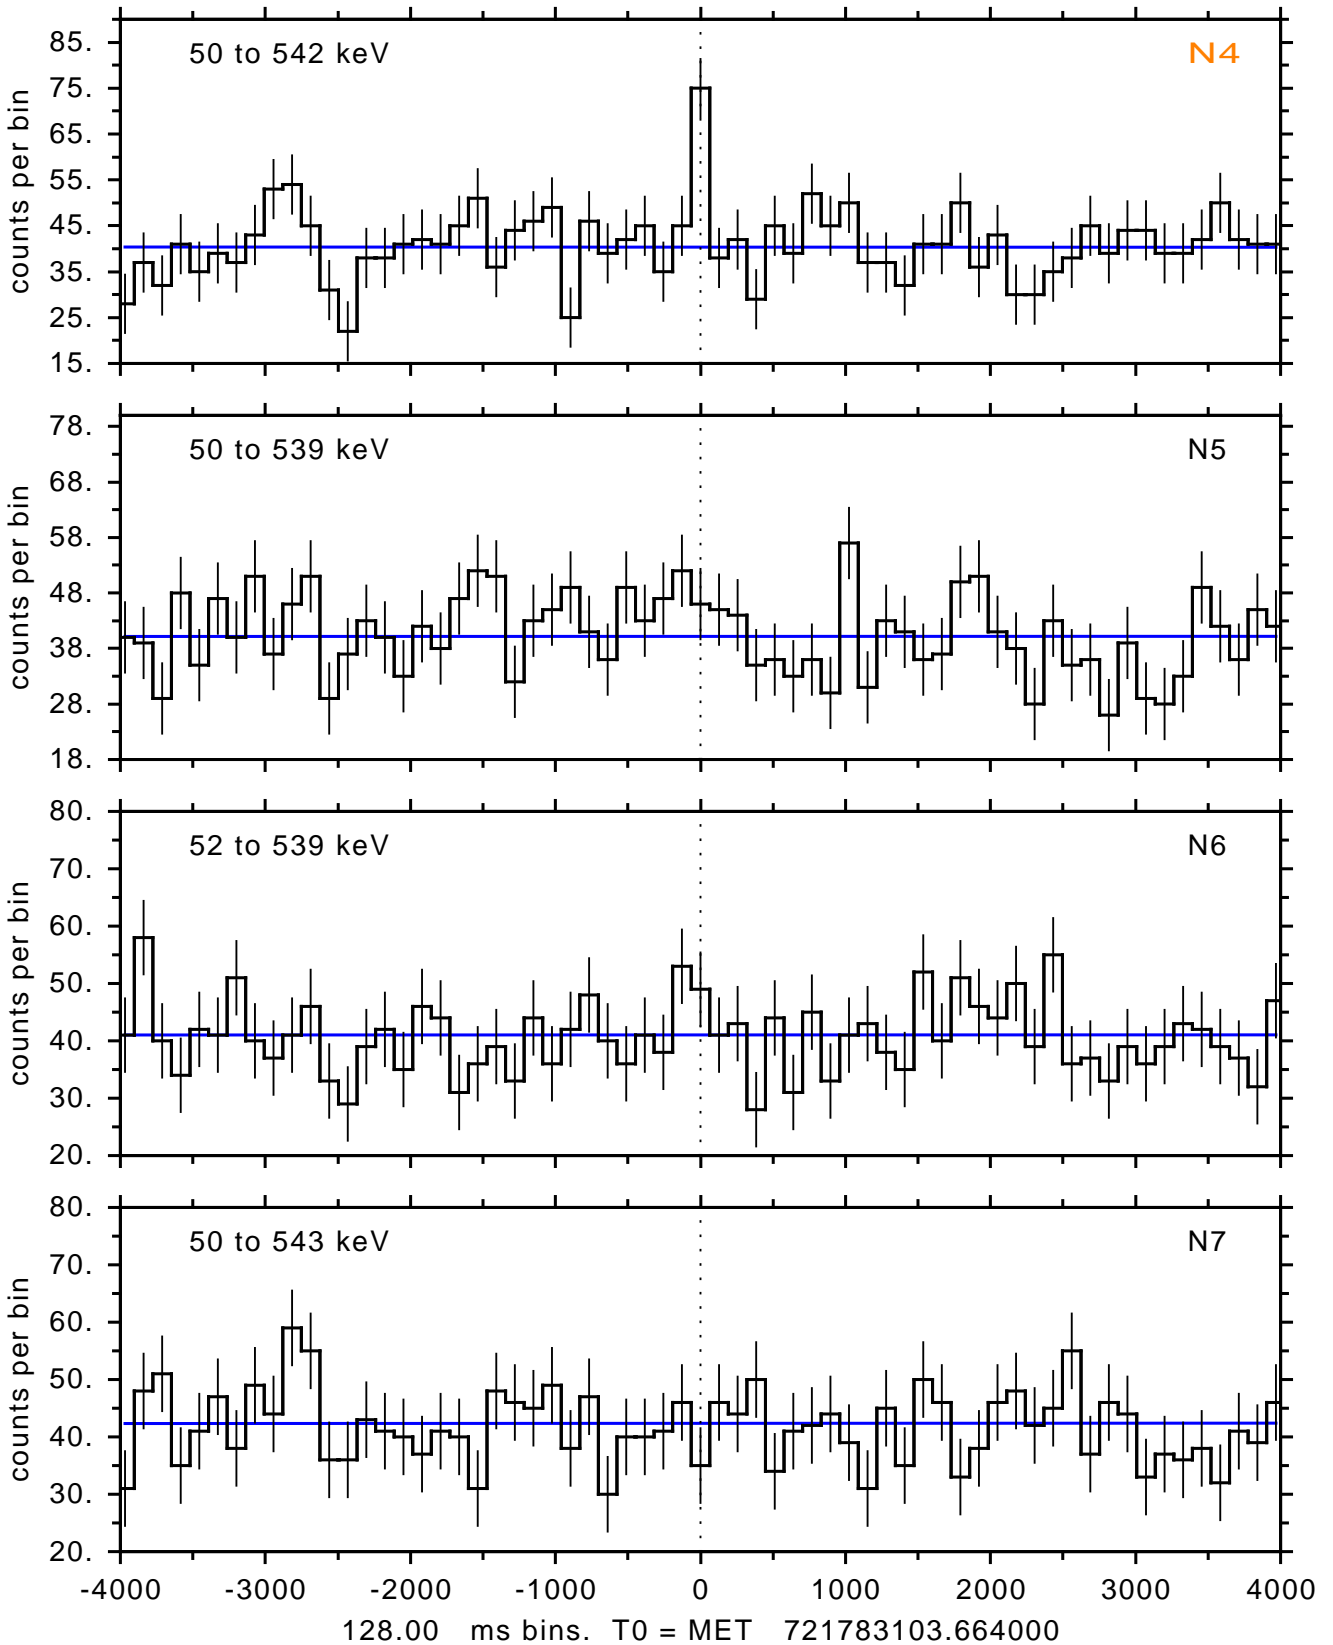 50 to 542 keV
N4
counts per bin
85.
75.
65.
55.
45.
35.
25.
15.
50 to 539 keV
N5
counts per bin
78.
68.
58.
48.
38.
28.
18.
52 to 539 keV
N6
counts per bin
80.
70.
60.
50.
40.
30.
20.
50 to 543 keV
N7
counts per bin
80.
70.
60.
50.
40.
30.
20.
-4000 -3000 -2000 -1000 0 1000 2000 3000 4000
128.00 ms bins. T0 = MET 721783103.664000